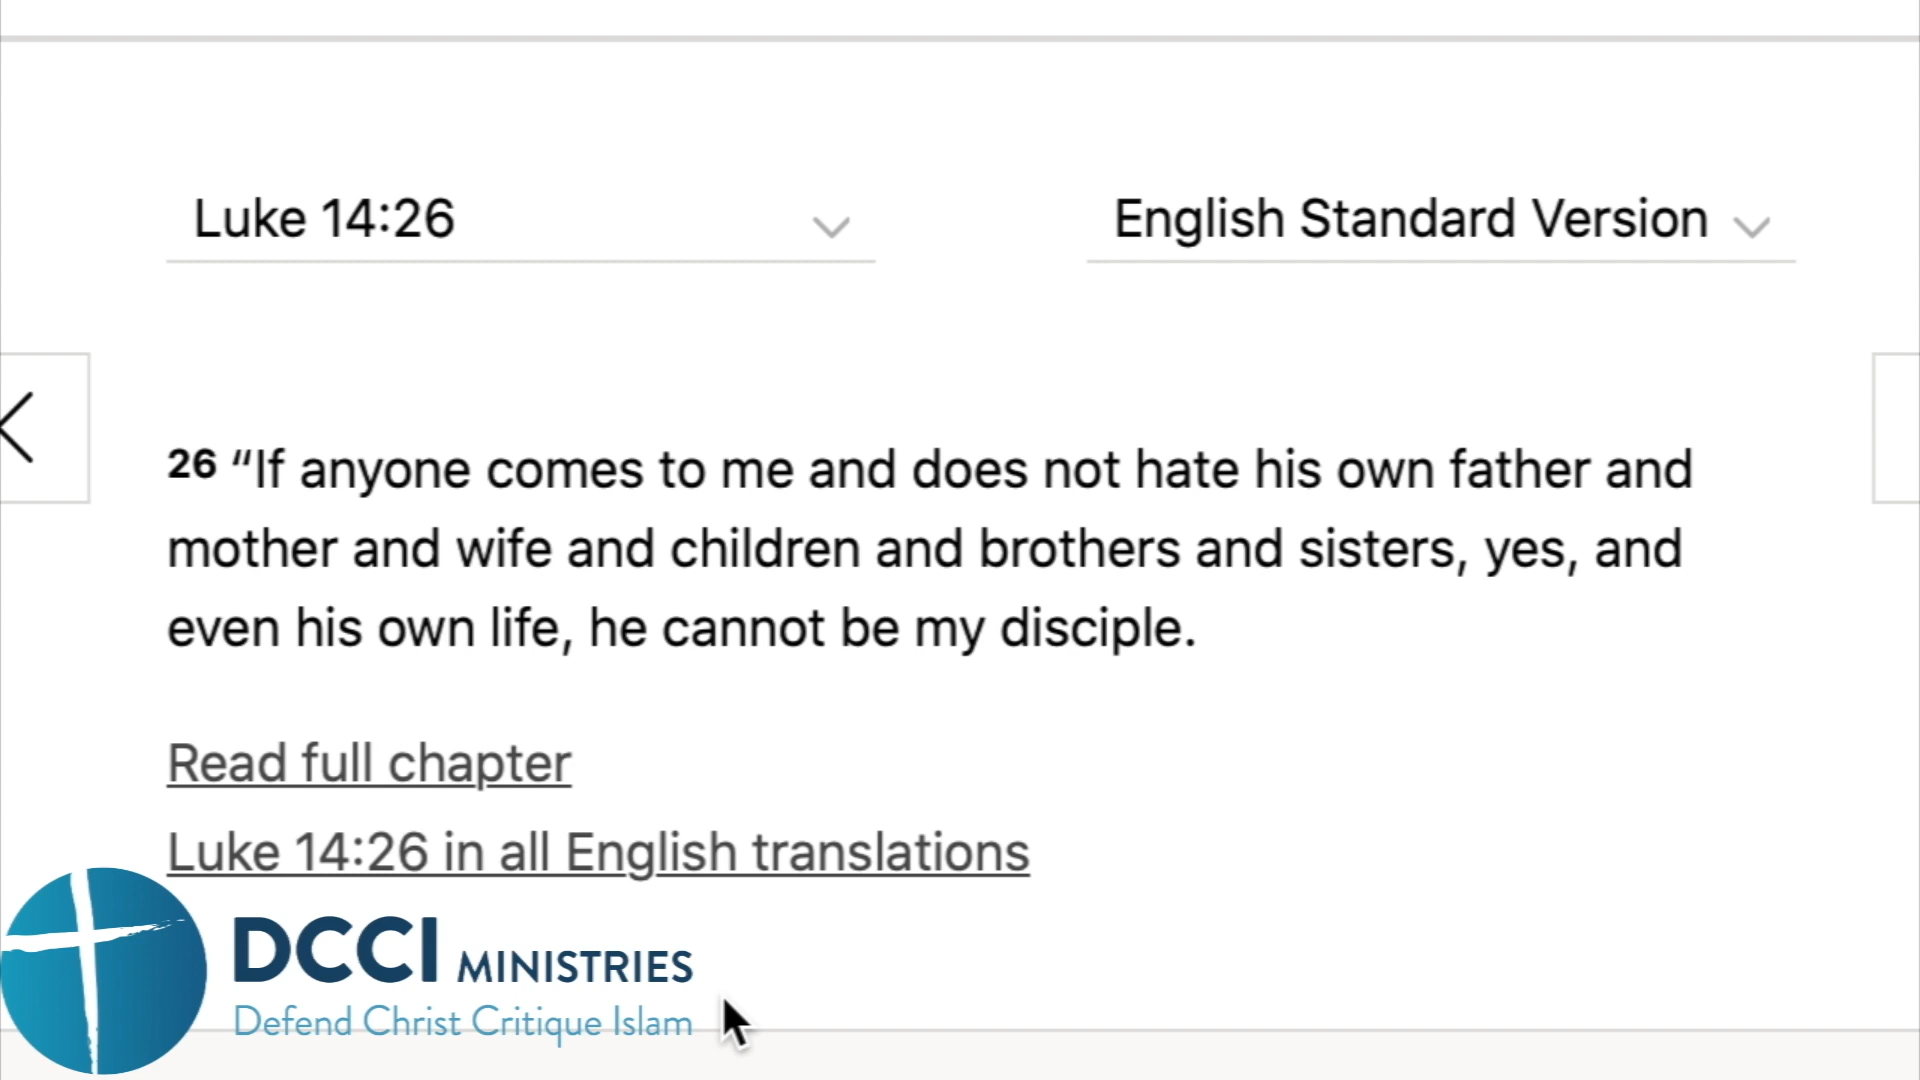 Luke 14:26
English Standard Version
26 “If anyone comes to me and does not hate his own father and
mother and wife and children and brothers and sisters, yes, and
even his own life, he cannot be my disciple.
Read full chapter
Luke 14:26 in all English translations
DCCI MINISTRIES
Defend Christ Critique Islam